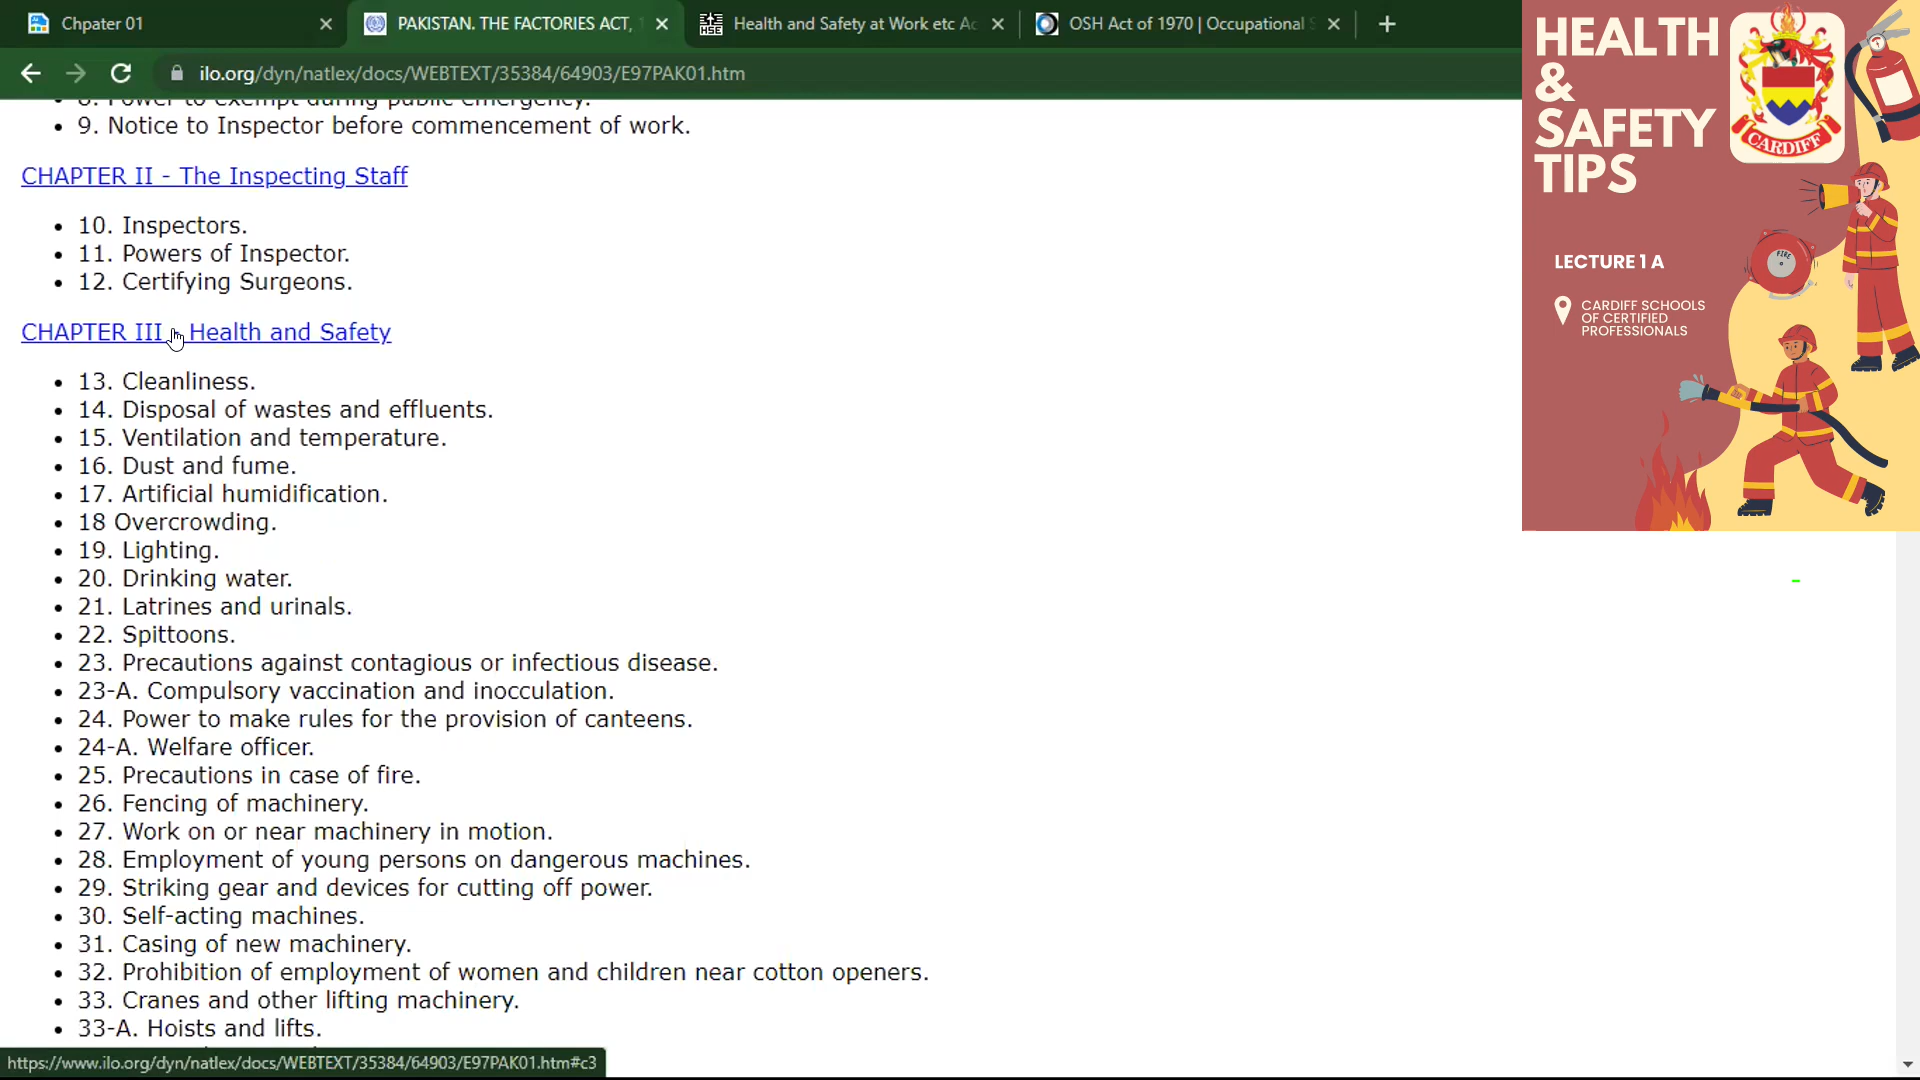 Chpater 01
PAKISTAN. THE FACTORIES ACT,
HSE
Health and Safety at Work etc Ac
OSH Act of 1970 | Occupational S
ilo.org/dyn/natlex/docs/WEBTEXT/35384/64903/E97PAK01.htm
8. Power to exempt during public emergency.
• 9. Notice to Inspector before commencement of work.
CHAPTER II - The Inspecting Staff
• 10. Inspectors.
• 11. Powers of Inspector.
• 12. Certifying Surgeons.
CHAPTER III - Health and Safety
• 13. Cleanliness.
• 14. Disposal of wastes and effluents.
• 15. Ventilation and temperature.
• 16. Dust and fume.
• 17. Artificial humidification.
• 18 Overcrowding.
• 19. Lighting.
• 20. Drinking water.
• 21. Latrines and urinals.
• 22. Spittoons.
• 23. Precautions against contagious or infectious disease.
• 23-A. Compulsory vaccination and inocculation.
• 24. Power to make rules for the provision of canteens.
• 24-A. Welfare officer.
• 25. Precautions in case of fire.
• 26. Fencing of machinery.
• 27. Work on or near machinery in motion.
• 28. Employment of young persons on dangerous machines.
• 29. Striking gear and devices for cutting off power.
• 30. Self-acting machines.
• 31. Casing of new machinery.
• 32. Prohibition of employment of women and children near cotton openers.
• 33. Cranes and other lifting machinery.
• 33-A. Hoists and lifts.
https://www.ilo.org/dyn/natlex/docs/WEBTEXT/35384/64903/E97PAK01.htm#c3
HEALTH
&
SAFETY
TIPS
CARDIFF
FIRE
LECTURE 1 A
CARDIFF SCHOOLS
OF CERTIFIED
PROFESSIONALS